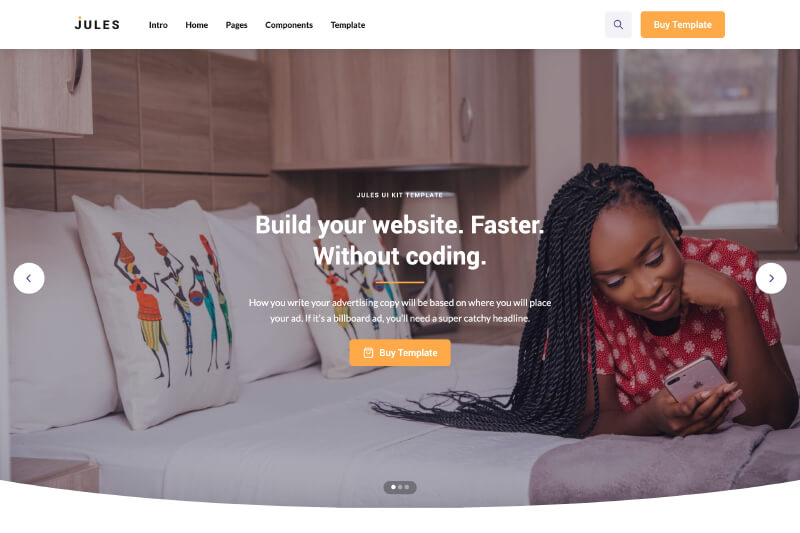 JULES
Intro Home Pages Components Template
Buy Template
JULES UI KIT TEMPLATE
Build your website. Faster.
Without coding.
How you write your advertising copy will be based on where you will place
your ad. If it's a billboard ad, you'll need a super catchy headline.
Buy Template